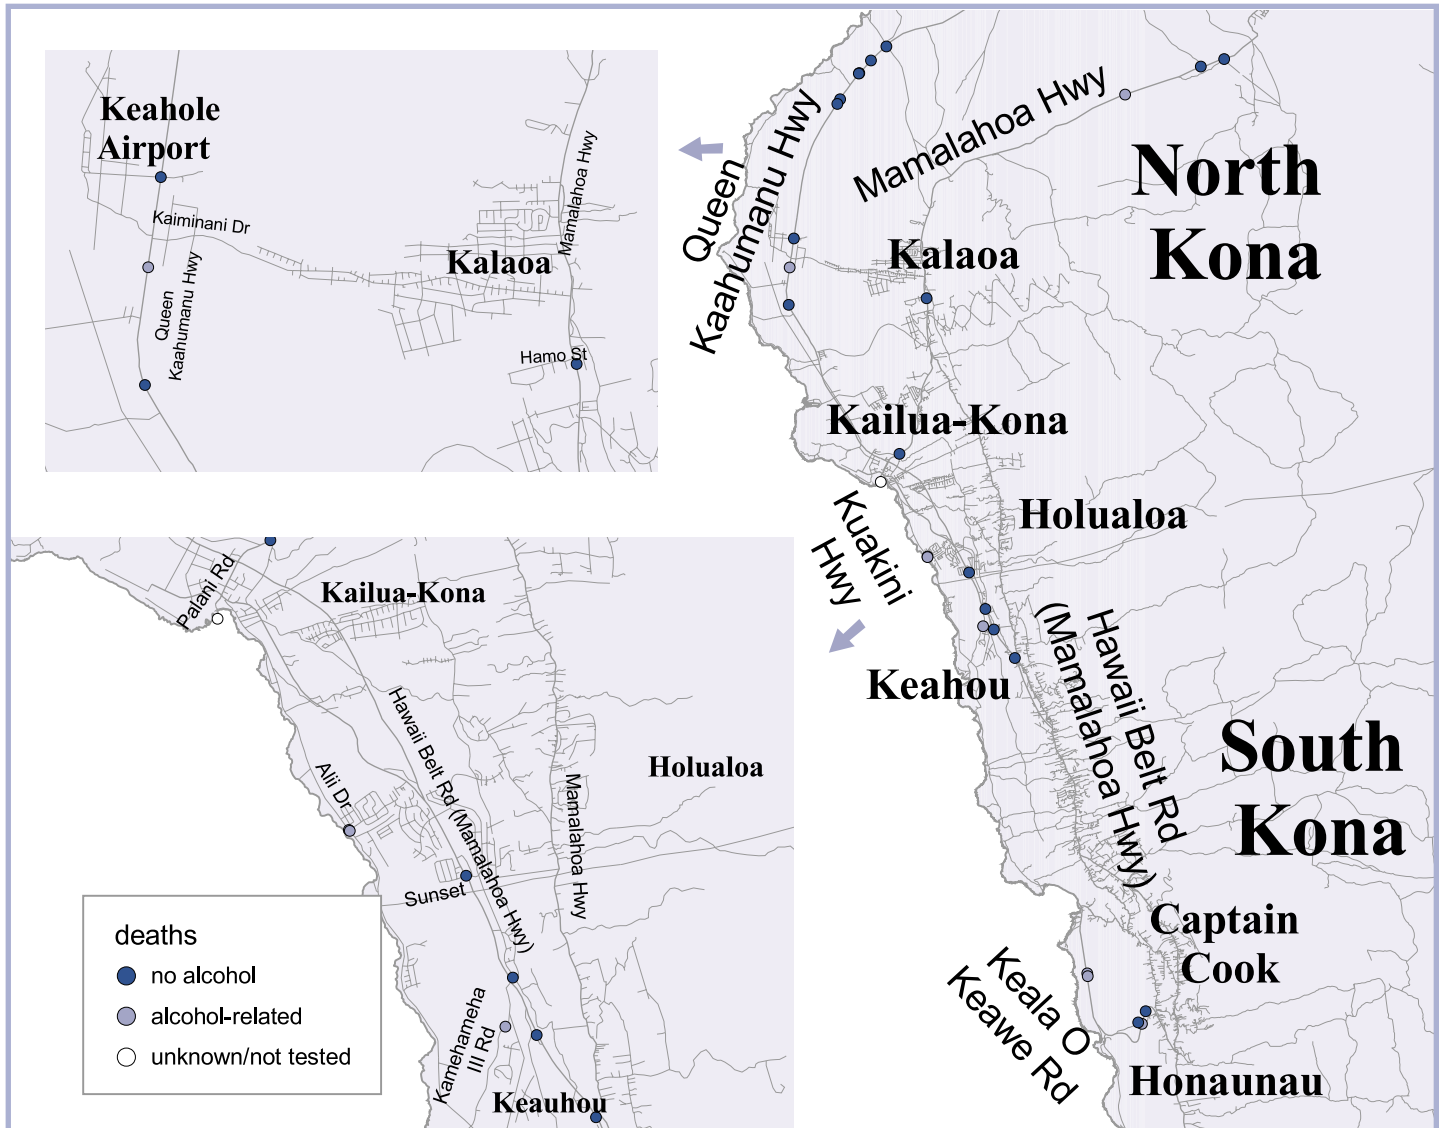 Keahole
Airport
Kaiminani Dr
Queen
Kaahumanu Hwy
Kalaoa
Mamalahoa Hwy
Hamo St
Queen
Kaahumanu Hwy
Mamalahoa Hwy
North
Kona
Kalaoa
Kailua-Kona
Holualoa
Kuakini
Hwy
Keahou
Hawaii Belt Rd
(Mamalahoa Hwy)
South
Kona
Captain
Cook
Keala O
Keawe Rd
Honaunau
Palani Rd
Kailua-Kona
Hawaii Belt Rd (Mamalahoa Hwy)
Alii Dr
Holualoa
Mamalahoa Hwy
Sunset
Kamehameha
III Rd
Keauhou
deaths
no alcohol
alcohol-related
unknown/not tested